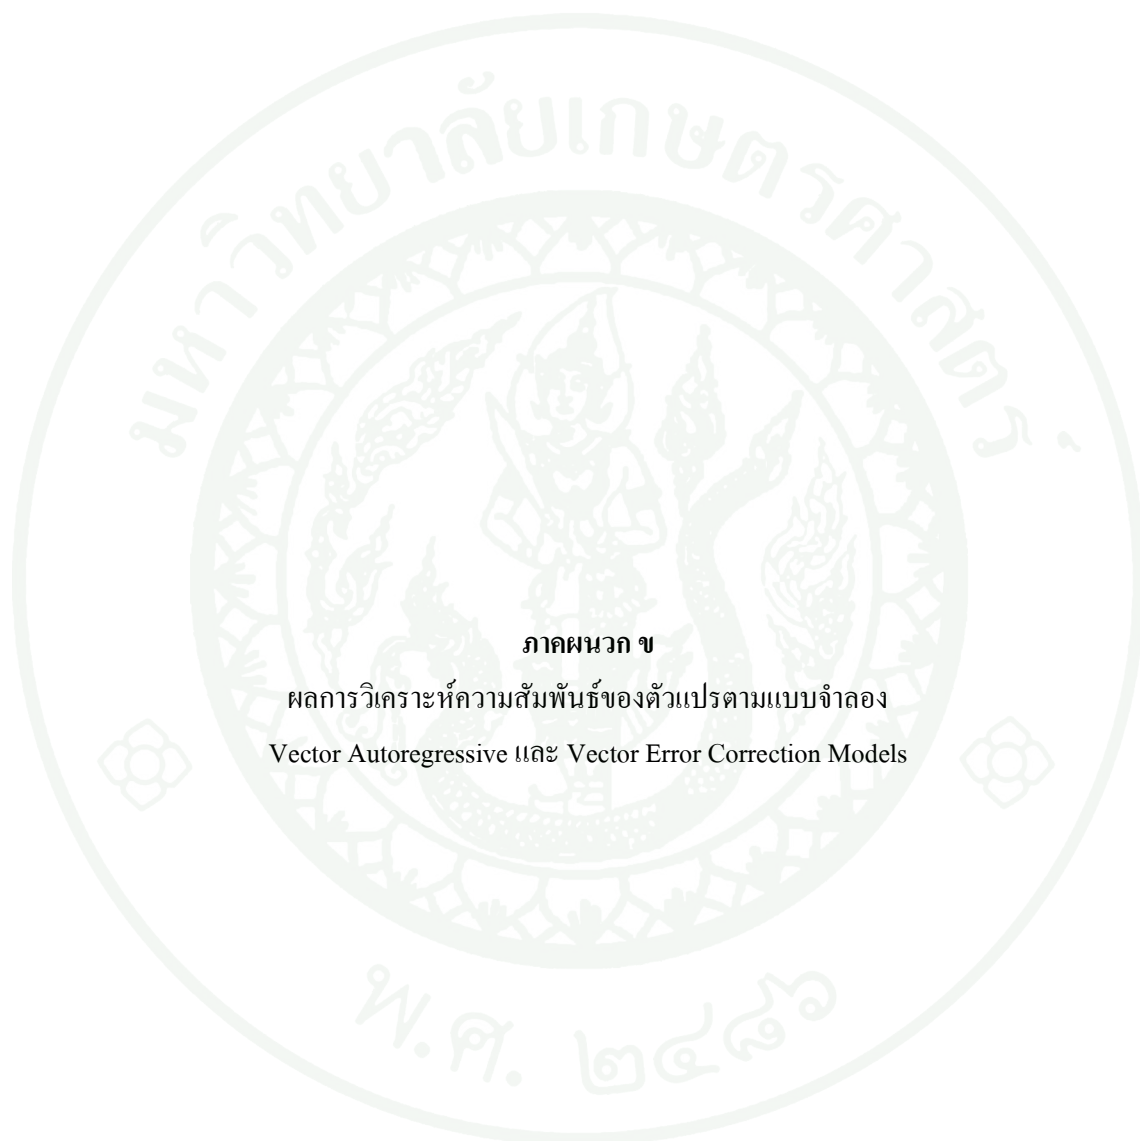 มหาวิทยาลัยเกษตรศาสตร์
ภาคผนวก ข
ผลการวิเคราะห์ความสัมพันธ์ของตัวแปรตามแบบจำลอง
Vector Autoregressive และ Vector Error Correction Models
พ.ศ. ๒๔๘๖